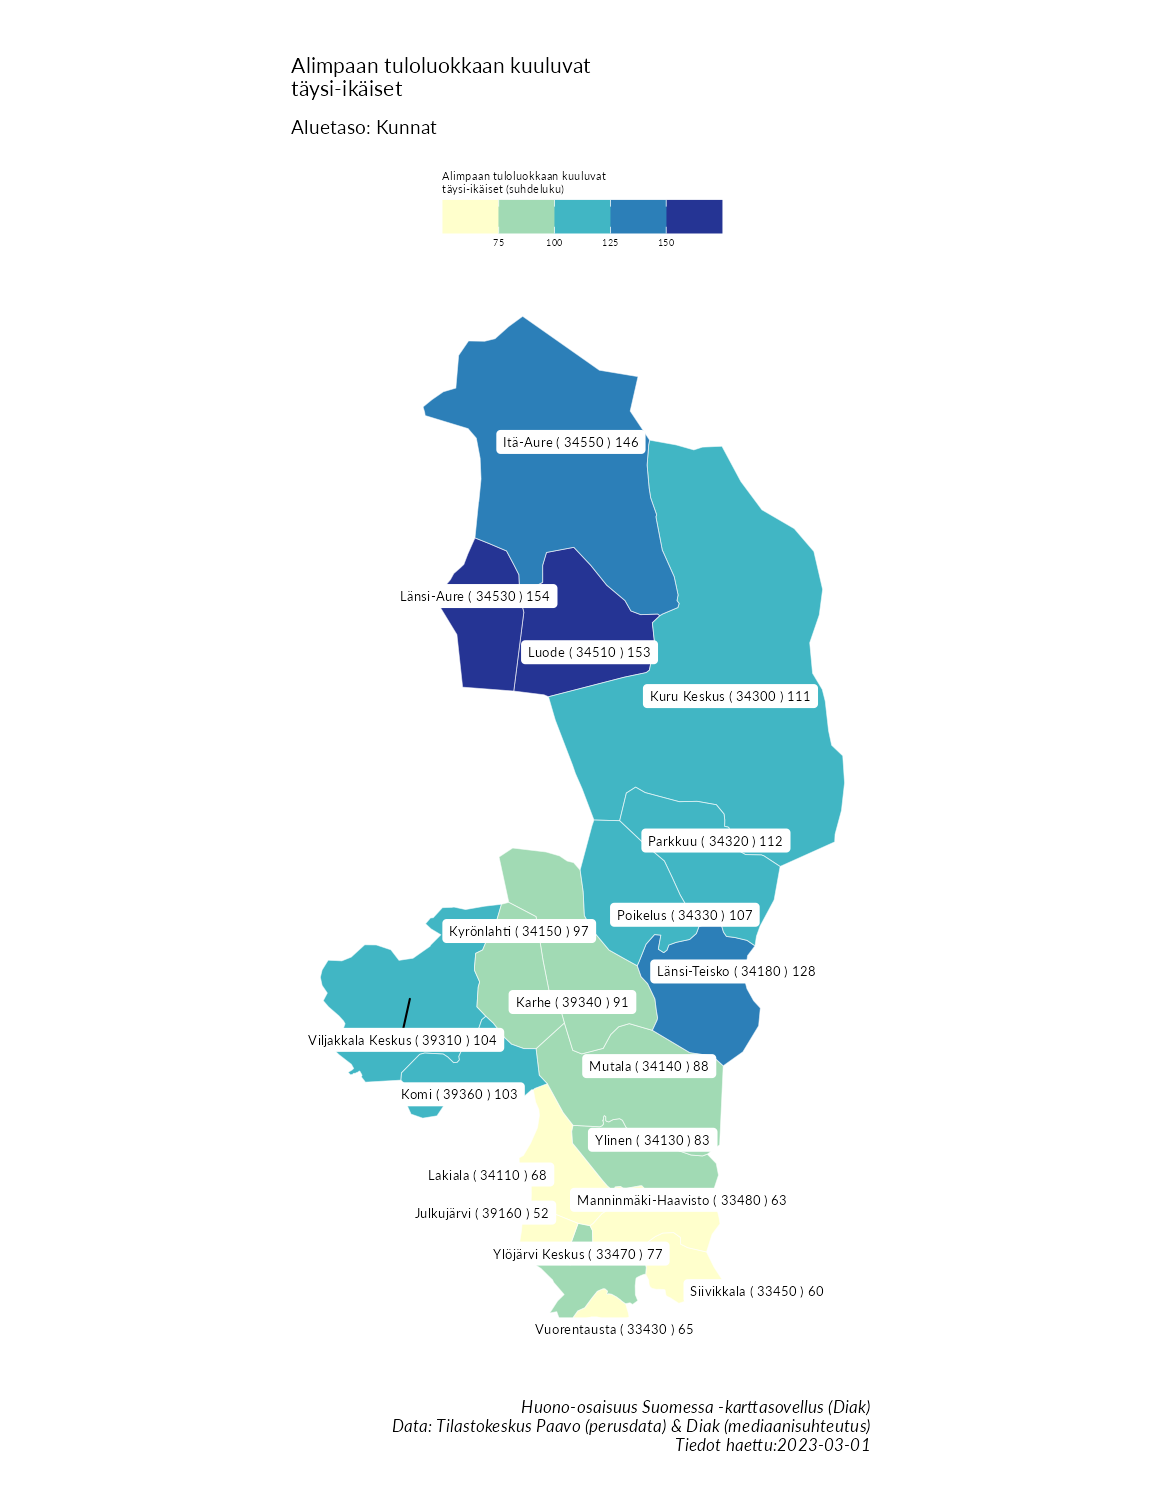 Alimpaan tuloluokkaan kuuluvat
täysi-ikäiset
Aluetaso: Kunnat
Alimpaan tuloluokkaan kuuluvat
täysi-ikäiset (suhdeluku)
75 100 125 150
Itä-Aure ( 34550 ) 146
Länsi-Aure ( 34530 ) 154
Luode ( 34510 ) 153
Kuru Keskus ( 34300 ) 111
Parkkuu ( 34320 ) 112
Poikelus ( 34330 ) 107
Kyrönlahti ( 34150 ) 97
Länsi-Teisko ( 34180 ) 128
Karhe ( 39340 ) 91
Viljakkala Keskus ( 39310 ) 104
Mutala ( 34140 ) 88
Komi ( 39360 ) 103
Ylinen ( 34130 ) 83
Lakiala ( 34110 ) 68
Manninmäki-Haavisto ( 33480 ) 63
Julkujärvi ( 39160 ) 52
Ylöjärvi Keskus ( 33470 ) 77
Siivikkala ( 33450 ) 60
Vuorentausta ( 33430 ) 65
Huono-osaisuus Suomessa -karttasovellus (Diak)
Data: Tilastokeskus Paavo (perusdata) & Diak (mediaanisuhteutus)
Tiedot haettu:2023-03-01